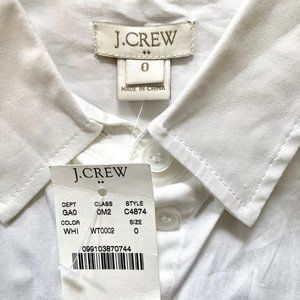 J.CREW
0
MADE IN CHINA
J.CREW
DEPT CLASS STYLE
GA0 0M2 C4874
COLOR SIZE
WHI WT0002 0
099103870744